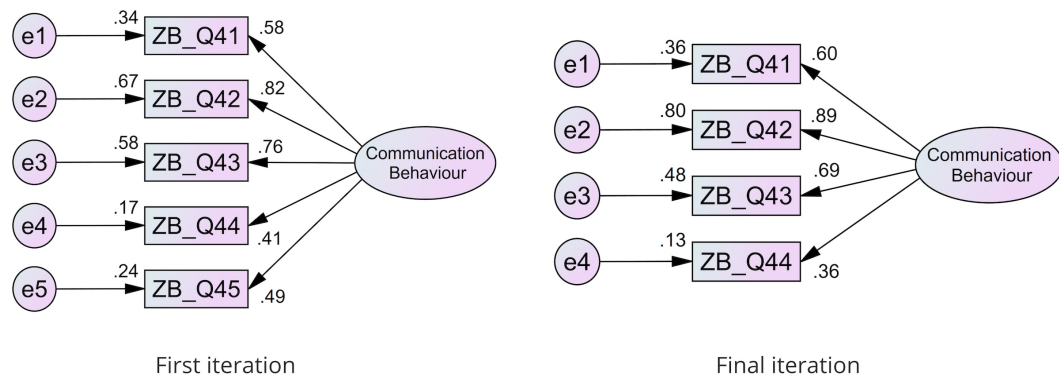 .34
.58
e1
ZB_Q41
.67
.82
e2
ZB_Q42
.58
.76
e3
ZB_Q43
Communication
Behaviour
.17
e4
ZB_Q44
.41
.24
e5
ZB_Q45
.49
First iteration
.36
.60
e1
ZB_Q41
.80
.89
e2
ZB_Q42
.48
.69
e3
ZB_Q43
Communication
Behaviour
.13
e4
ZB_Q44
.36
Final iteration